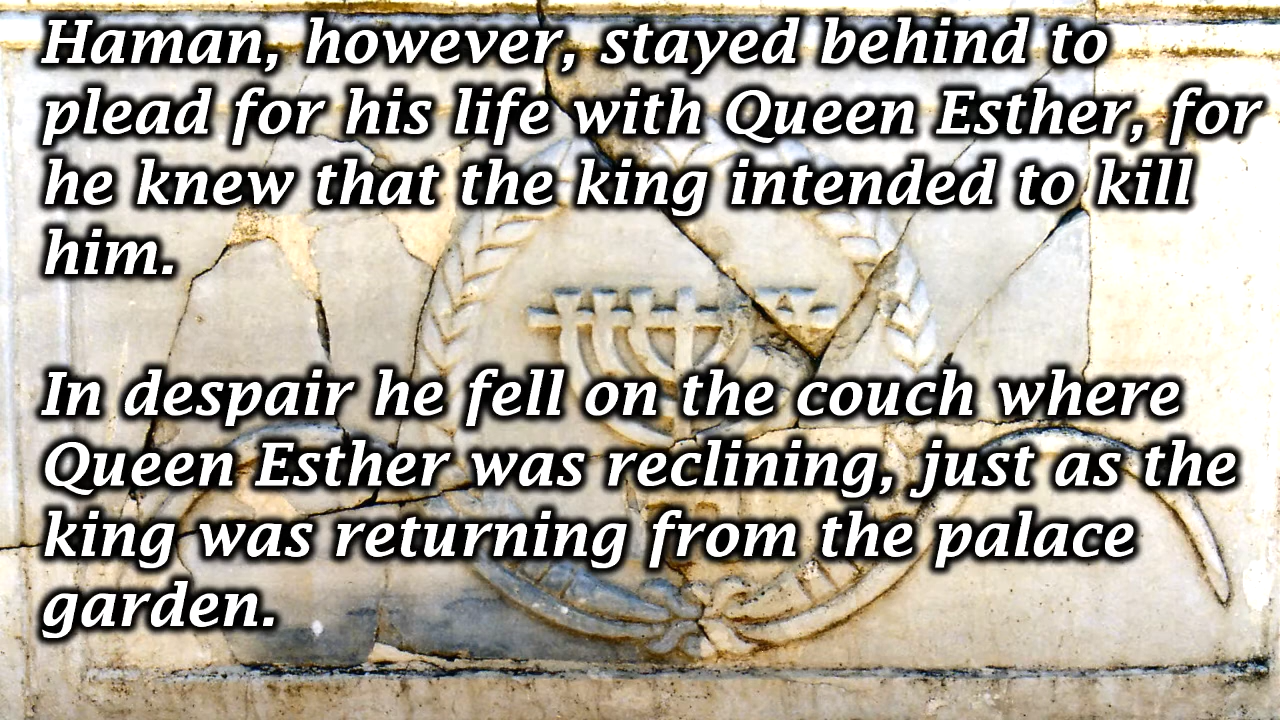 Haman, however, stayed behind to
plead for his life with Queen Esther, for
he knew that the king intended to kill
him.
In despair he fell on the couch where
Queen Esther was reclining, just as the
king was returning from the palace
garden.